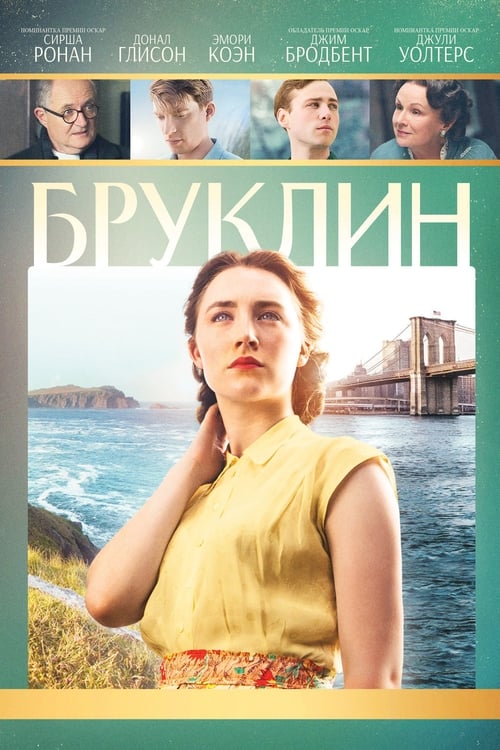 НОМИНАНТКА ПРЕМИИ ОСКАР
СИРША
РОНАН
ДОНАЛ
ГЛИСОН
ЭМОРИ
КОЭН
ОБЛАДАТЕЛЬ ПРЕМИИ ОСКАР
ДЖИМ
БРОДБЕНТ
НОМИНАНТКА ПРЕМИИ ОСКАР
ДЖУЛИ
УОЛТЕРС
БРУКЛИН